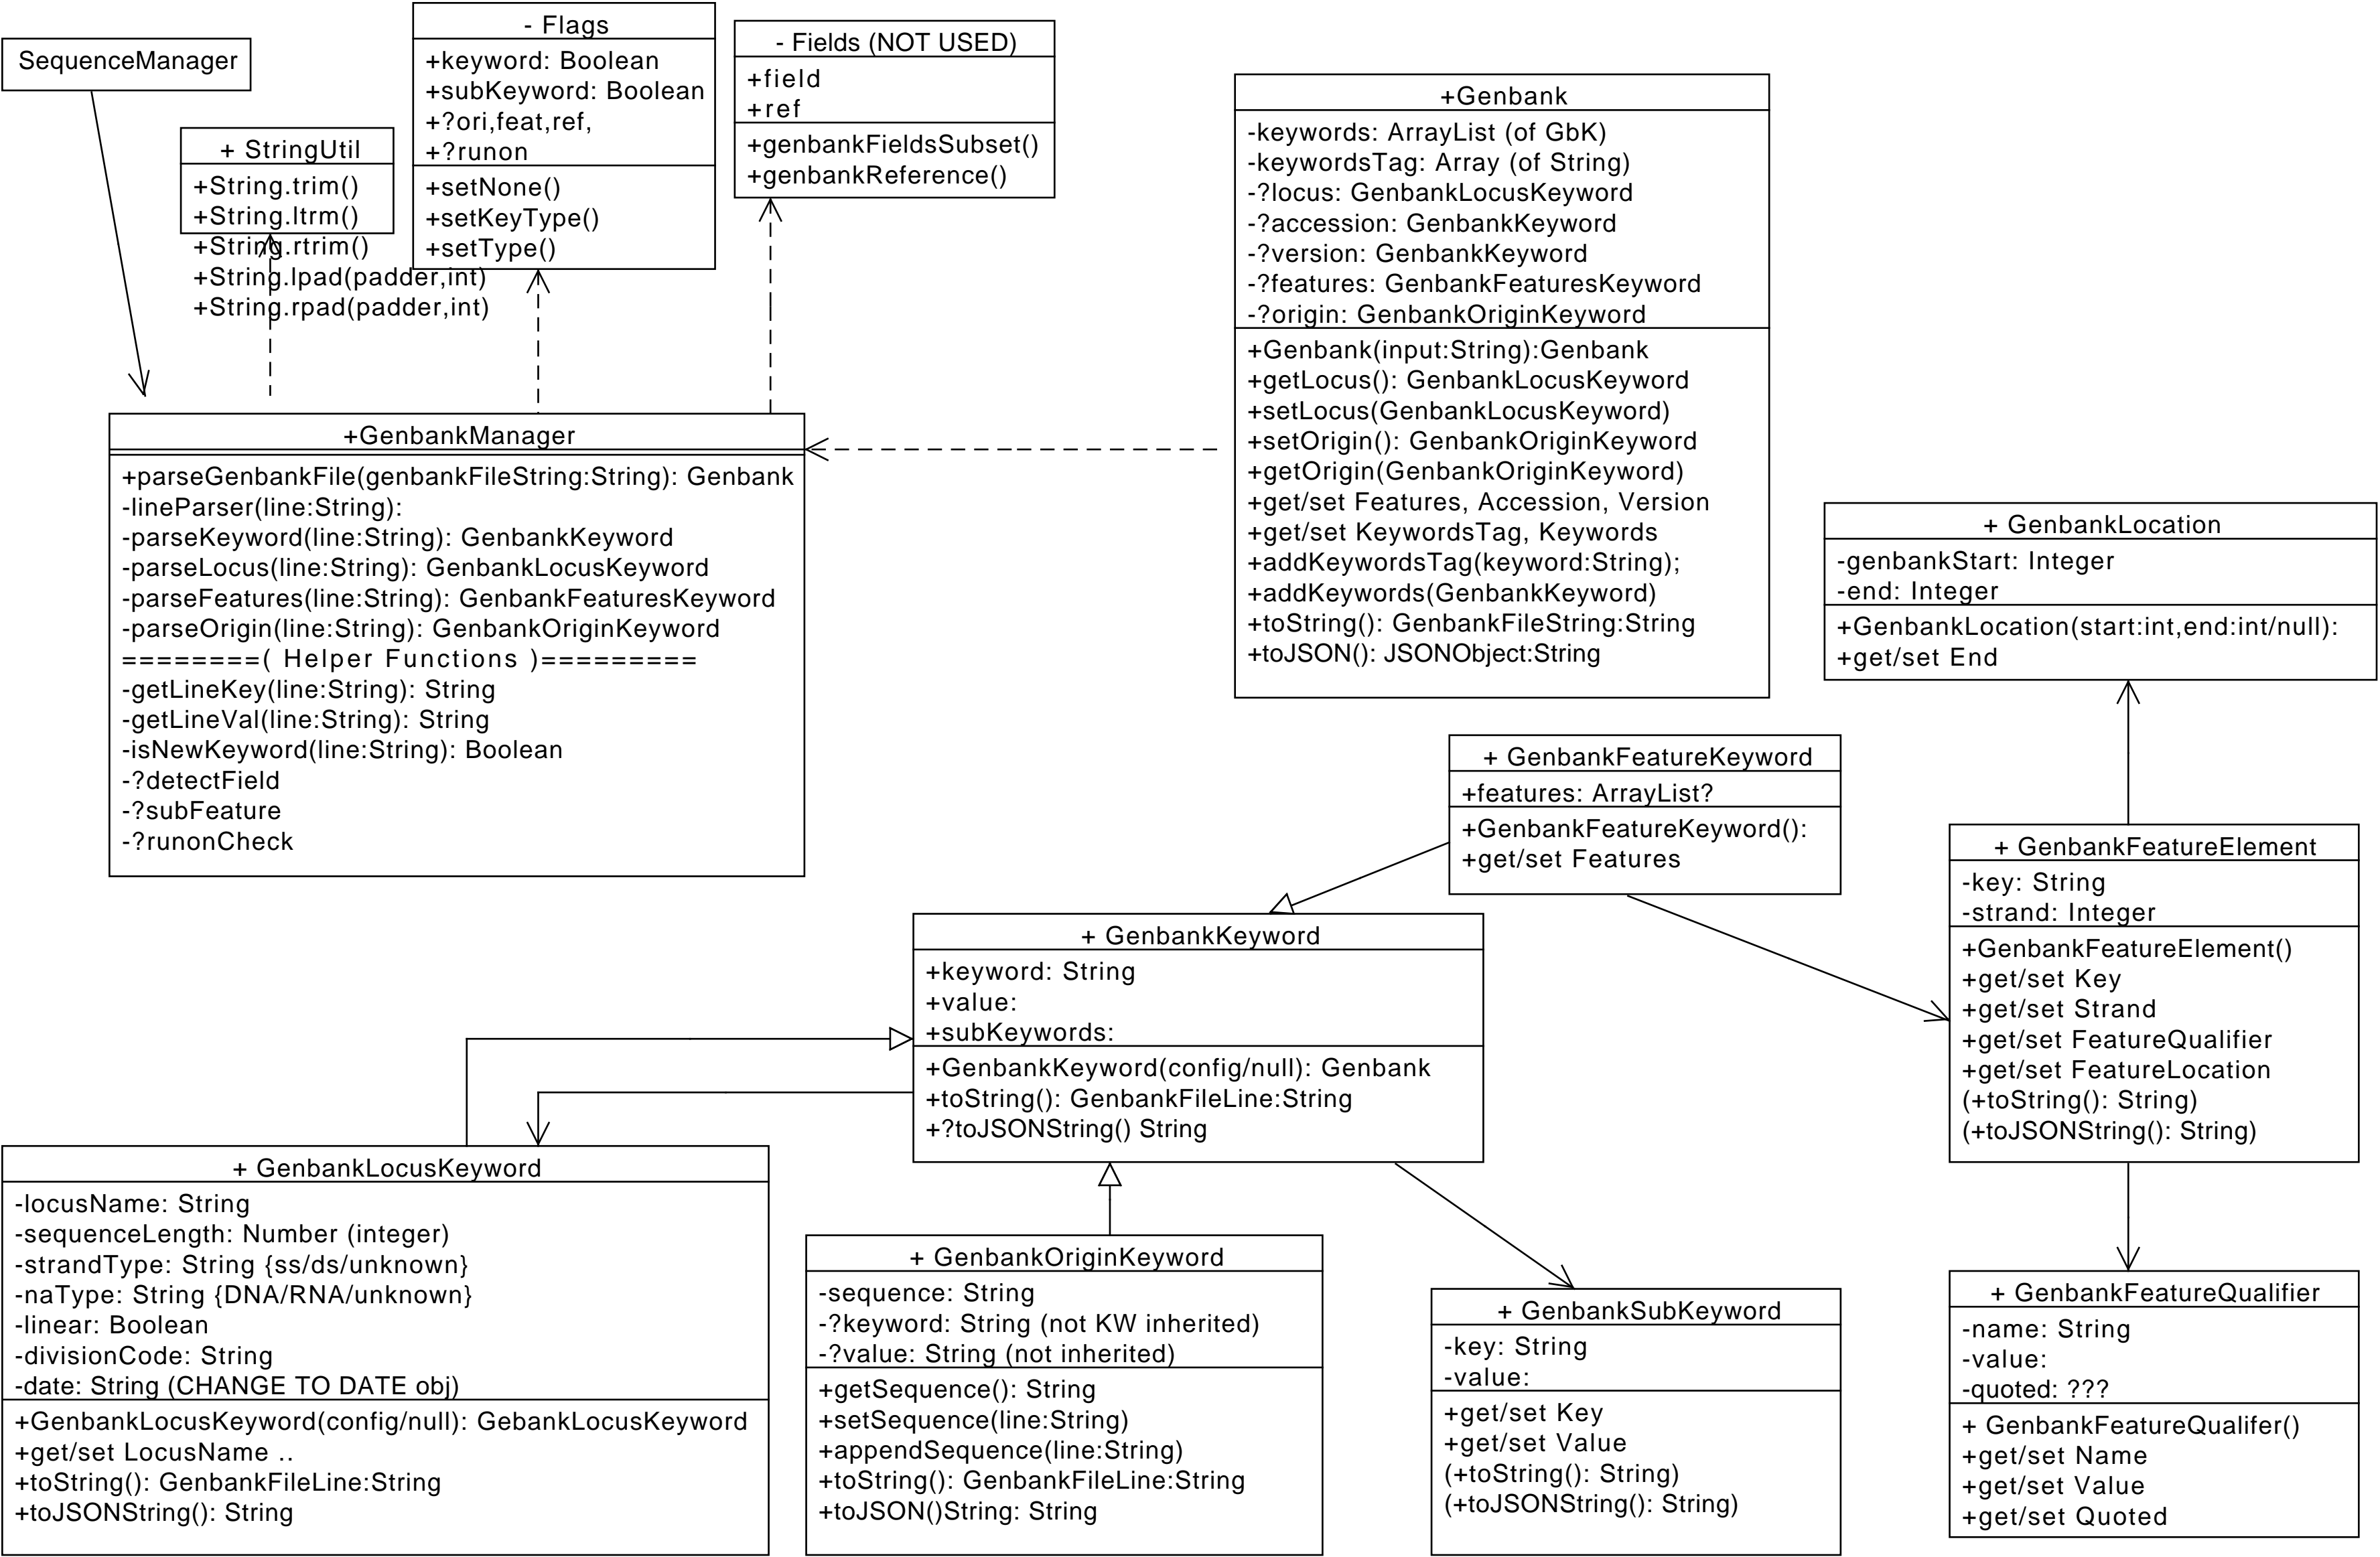 SequenceManager
+ StringUtil
+String.trim()
+String.ltrm()
+String.rtrim()
+String.lpad(padder,int)
+String.rpad(padder,int)
- Flags
+keyword: Boolean
+subKeyword: Boolean
+?ori,feat,ref,
+?runon
+setNone()
+setKeyType()
+setType()
- Fields (NOT USED)
+field
+ref
+genbankFieldsSubset()
+genbankReference()
+Genbank
-keywords: ArrayList (of GbK)
-keywordsTag: Array (of String)
-?locus: GenbankLocusKeyword
-?accession: GenbankKeyword
-?version: GenbankKeyword
-?features: GenbankFeaturesKeyword
-?origin: GenbankOriginKeyword
+Genbank(input:String):Genbank
+getLocus(): GenbankLocusKeyword
+setLocus(GenbankLocusKeyword)
+setOrigin(): GenbankOriginKeyword
+getOrigin(GenbankOriginKeyword)
+get/set Features, Accession, Version
+get/set KeywordsTag, Keywords
+addKeywordsTag(keyword:String);
+addKeywords(GenbankKeyword)
+toString(): GenbankFileString:String
+toJSON(): JSONObject:String
+GenbankManager
+parseGenbankFile(genbankFileString:String): Genbank
-lineParser(line:String):
-parseKeyword(line:String): GenbankKeyword
-parseLocus(line:String): GenbankLocusKeyword
-parseFeatures(line:String): GenbankFeaturesKeyword
-parseOrigin(line:String): GenbankOriginKeyword
========( Helper Functions )=========
-getLineKey(line:String): String
-getLineVal(line:String): String
-isNewKeyword(line:String): Boolean
-?detectField
-?subFeature
-?runonCheck
+ GenbankLocation
-genbankStart: Integer
-end: Integer
+GenbankLocation(start:int,end:int/null):
+get/set End
+ GenbankFeatureKeyword
+features: ArrayList?
+GenbankFeatureKeyword():
+get/set Features
+ GenbankFeatureElement
-key: String
-strand: Integer
+GenbankFeatureElement()
+get/set Key
+get/set Strand
+get/set FeatureQualifier
+get/set FeatureLocation
(+toString(): String)
(+toJSONString(): String)
+ GenbankKeyword
+keyword: String
+value:
+subKeywords:
+GenbankKeyword(config/null): Genbank
+toString(): GenbankFileLine:String
+?toJSONString() String
+ GenbankLocusKeyword
-locusName: String
-sequenceLength: Number (integer)
-strandType: String {ss/ds/unknown}
-naType: String {DNA/RNA/unknown}
-linear: Boolean
-divisionCode: String
-date: String (CHANGE TO DATE obj)
+GenbankLocusKeyword(config/null): GebankLocusKeyword
+get/set LocusName ..
+toString(): GenbankFileLine:String
+toJSONString(): String
+ GenbankOriginKeyword
-sequence: String
-?keyword: String (not KW inherited)
-?value: String (not inherited)
+getSequence(): String
+setSequence(line:String)
+appendSequence(line:String)
+toString(): GenbankFileLine:String
+toJSON()String: String
+ GenbankSubKeyword
-key: String
-value:
+get/set Key
+get/set Value
(+toString(): String)
(+toJSONString(): String)
+ GenbankFeatureQualifier
-name: String
-value:
-quoted: ???
+ GenbankFeatureQualifer()
+get/set Name
+get/set Value
+get/set Quoted